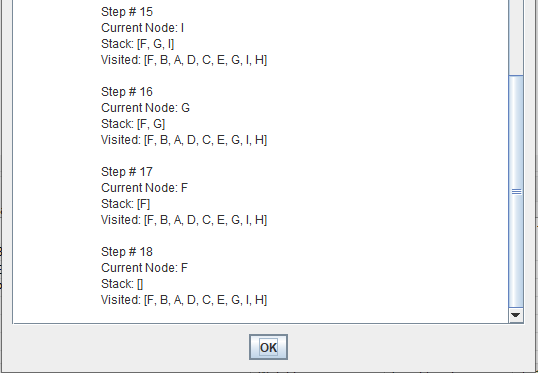 Step # 15
Current Node: I
Stack: [F, G, I]
Visited: [F, B, A, D, C, E, G, I, H]
Step # 16
Current Node: G
Stack: [F, G]
Visited: [F, B, A, D, C, E, G, I, H]
Step # 17
Current Node: F
Stack: [F]
Visited: [F, B, A, D, C, E, G, I, H]
Step # 18
Current Node: F
Stack: []
Visited: [F, B, A, D, C, E, G, I, H]
OK